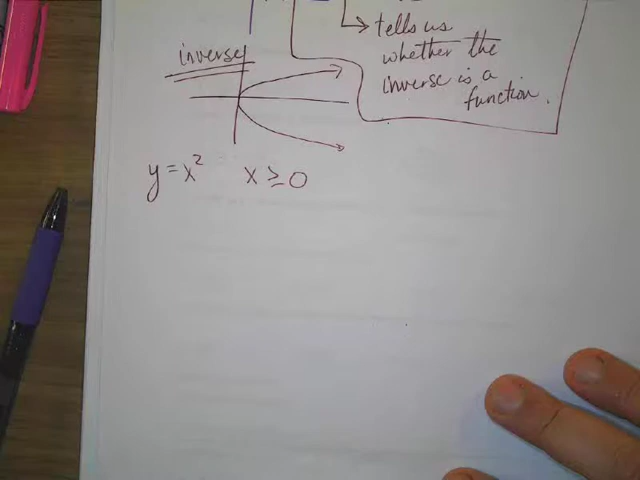 tells us
whether the
inverse is a
function.
inverse
y = x² x ≥ 0